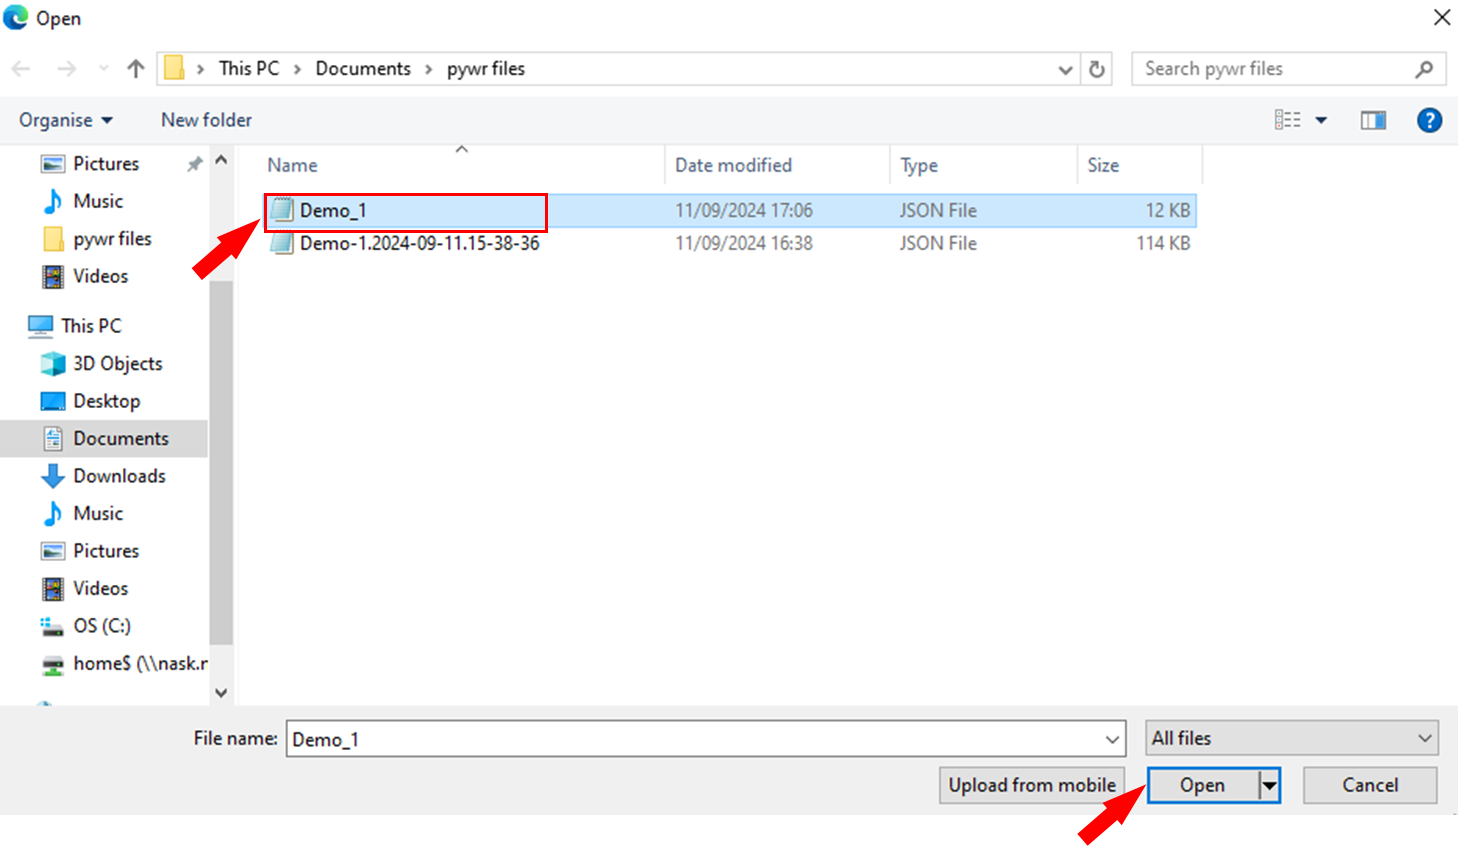 Open
This PC > Documents > pywr files
Search pywr files
Organise
New folder
?
Pictures
Music
pywr files
Videos
This PC
3D Objects
Desktop
Documents
Downloads
Music
Pictures
Videos
OS (C:)
home$ (\\nask.r
Name Date modified Type Size
Demo_1 11/09/2024 17:06 JSON File 12 KB
Demo-1.2024-09-11.15-38-36 11/09/2024 16:38 JSON File 114 KB
File name: Demo_1
All files
Upload from mobile
Open
Cancel